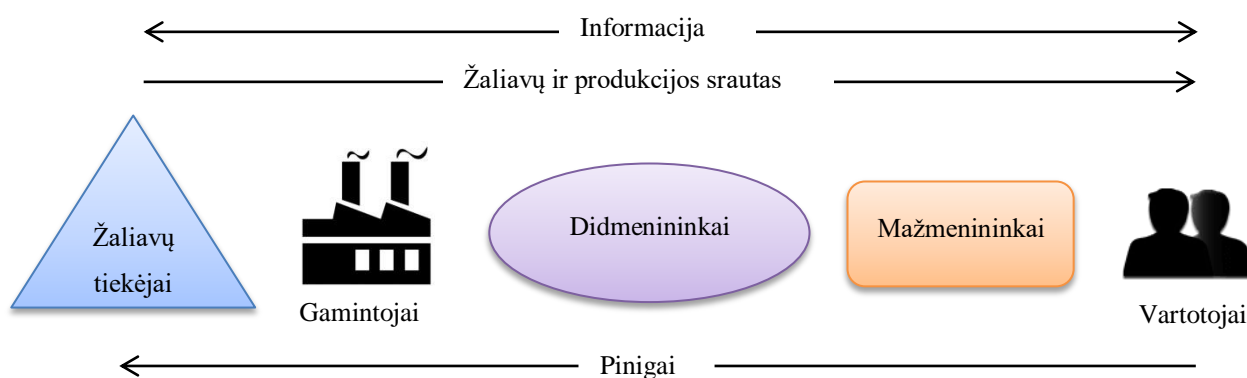 Informacija
Žaliavų ir produkcijos srautas
Žaliavų
tiekėjai
Gamintojai
Didmenininkai
Mažmenininkai
Vartotojai
Pinigai